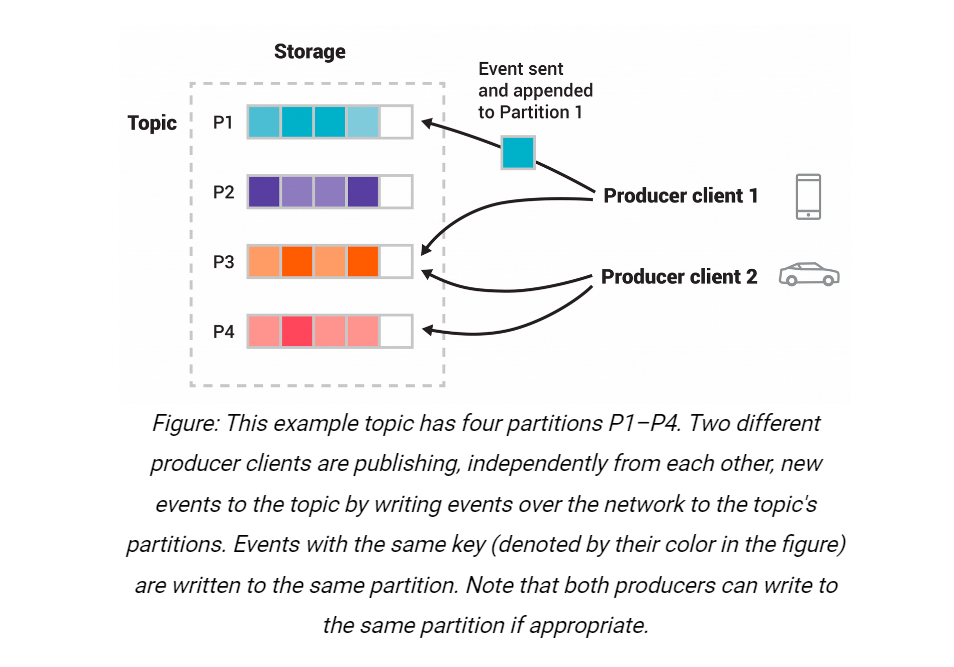 Storage
Event sent
and appended
to Partition 1
Topic
P1
P2
Producer client 1
P3
Producer client 2
P4
Figure: This example topic has four partitions P1–P4. Two different
producer clients are publishing, independently from each other, new
events to the topic by writing events over the network to the topic's
partitions. Events with the same key (denoted by their color in the figure)
are written to the same partition. Note that both producers can write to
the same partition if appropriate.